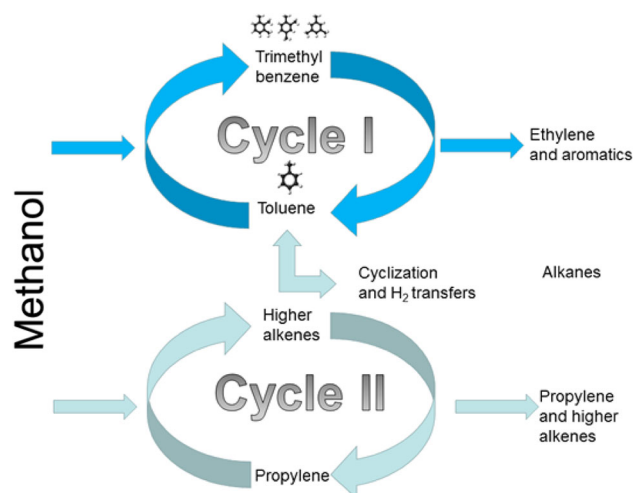 Trimethyl
benzene
Cycle I
Toluene
Ethylene
and aromatics
Methanol
Cyclization
and H₂ transfers
Alkanes
Higher
alkenes
Cycle II
Propylene
Propylene
and higher
alkenes